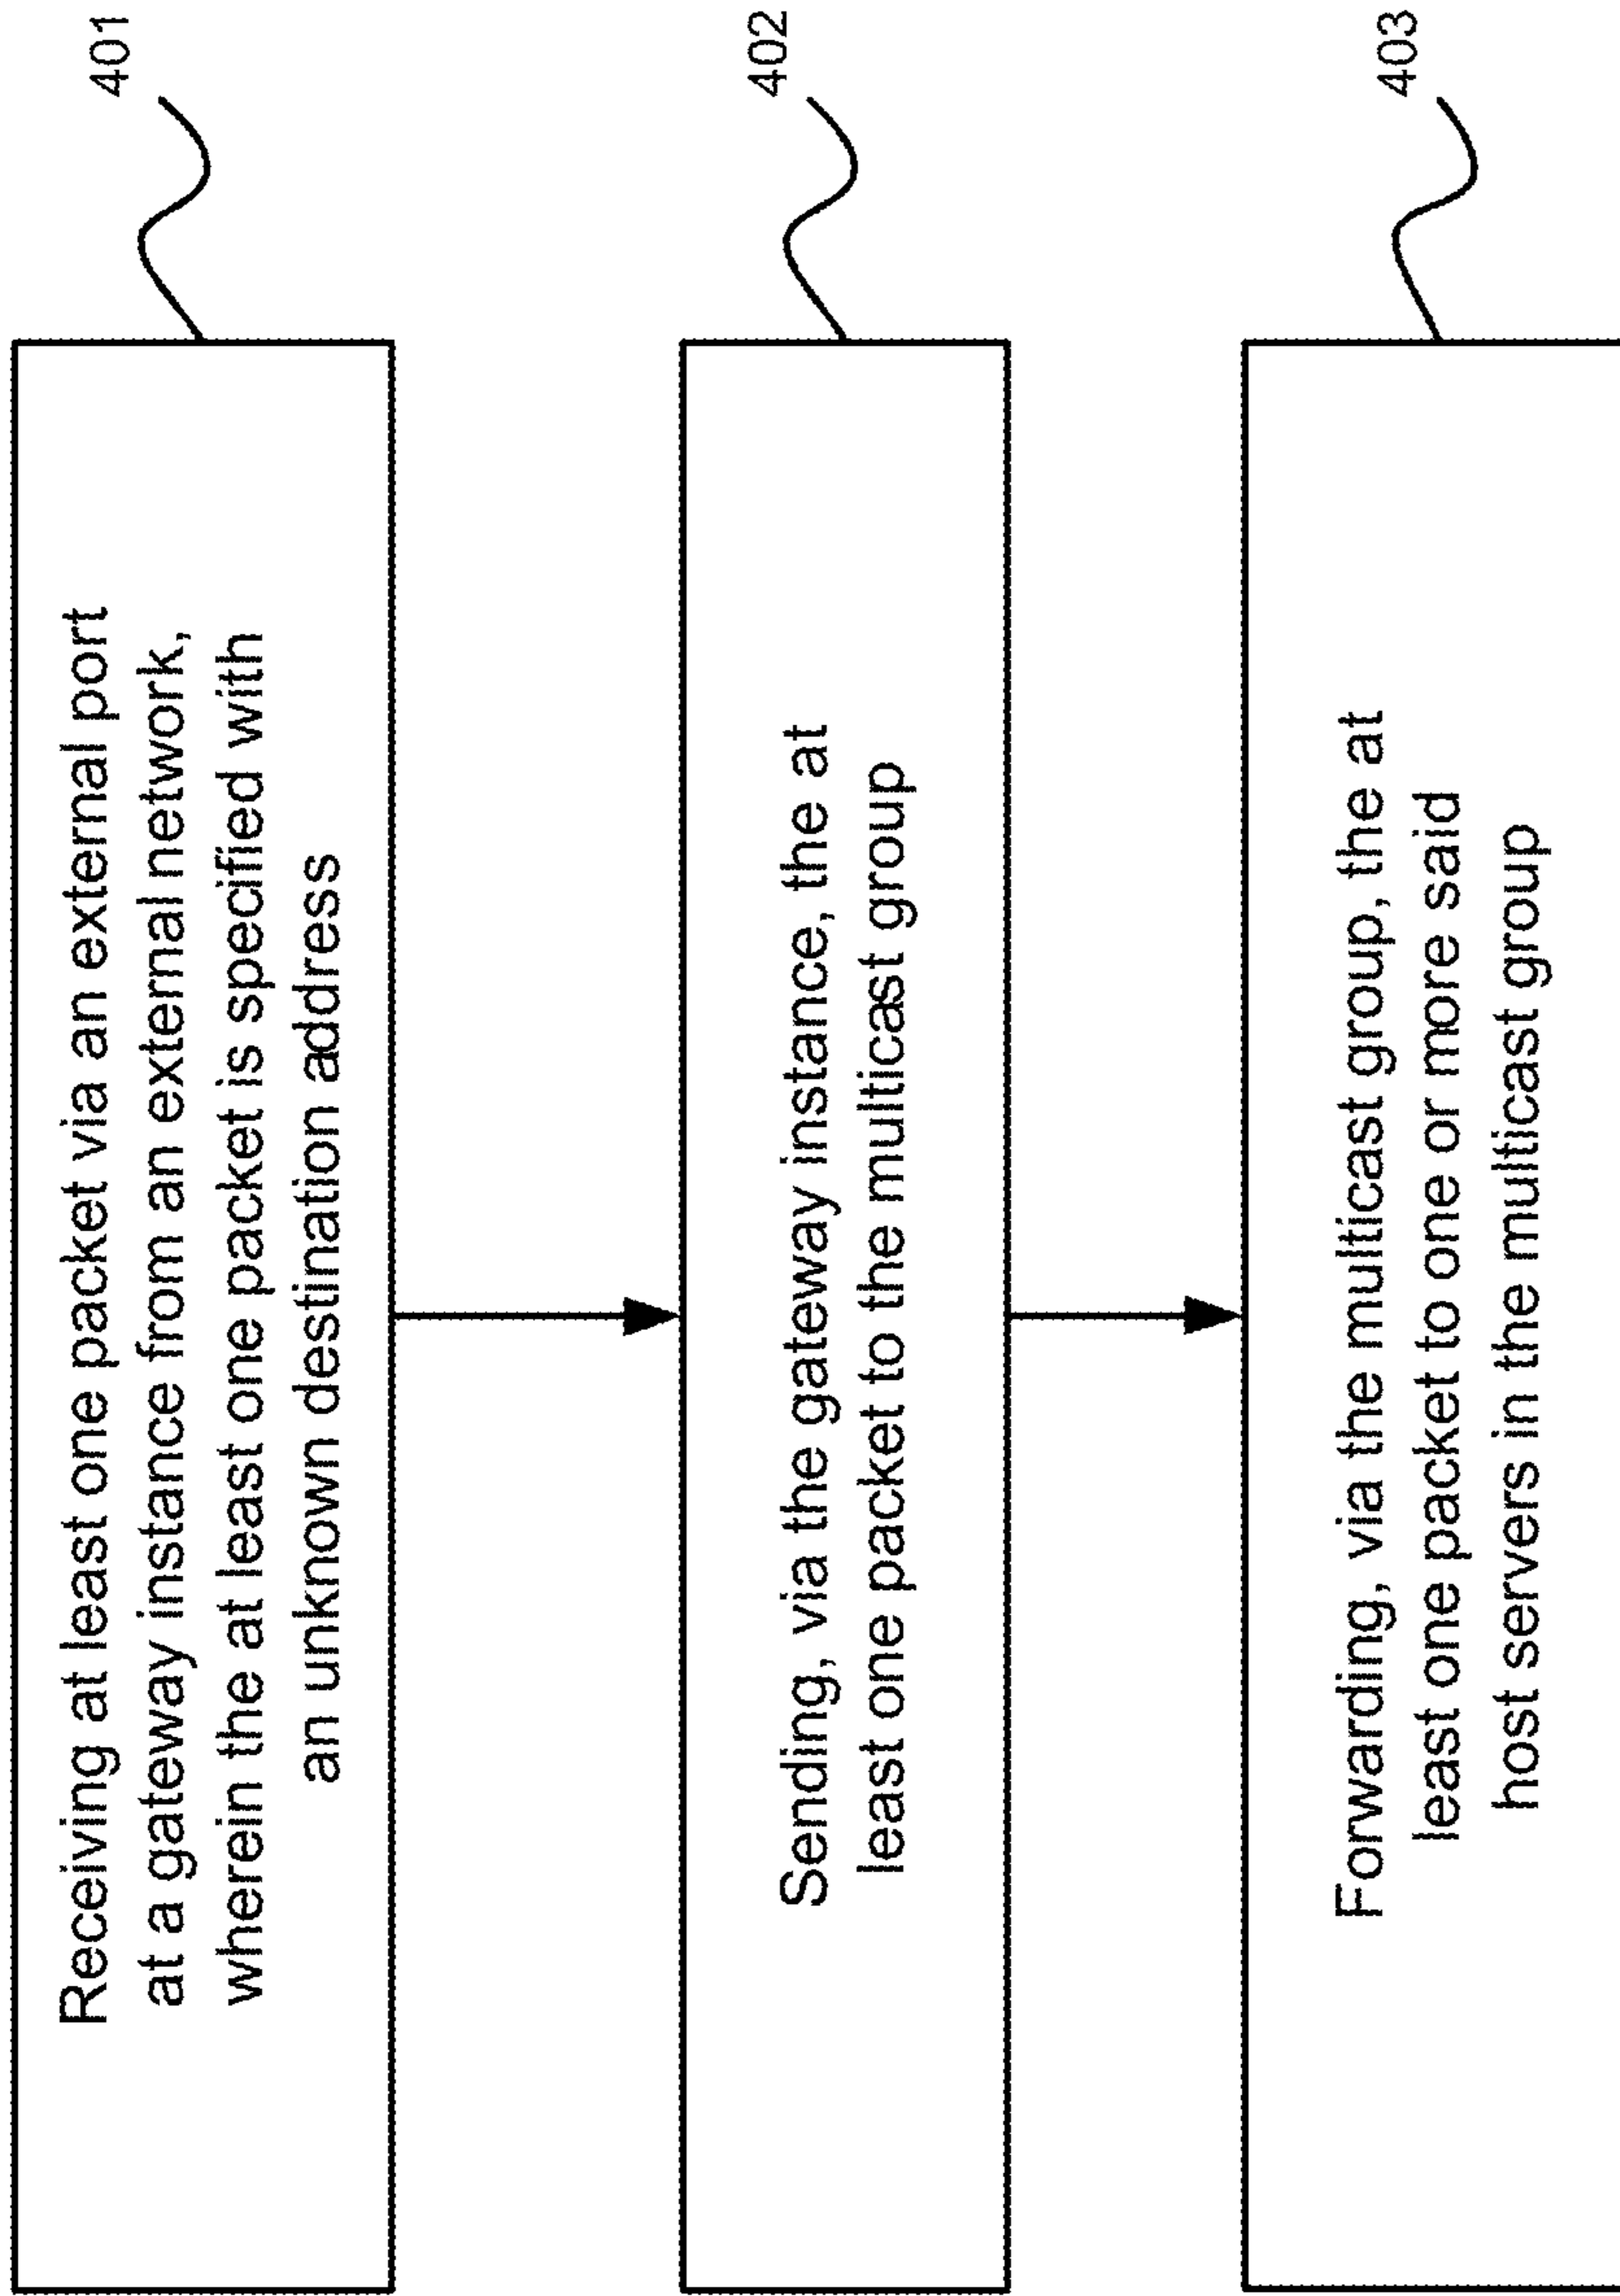 Receiving at least one packet via an external port
at a gateway instance from an external network,
wherein the at least one packet is specified with
an unknown destination address
401
Sending, via the gateway instance, the at
least one packet to the multicast group
402
Forwarding, via the multicast group, the at
least one packet to one or more said
host servers in the multicast group
403